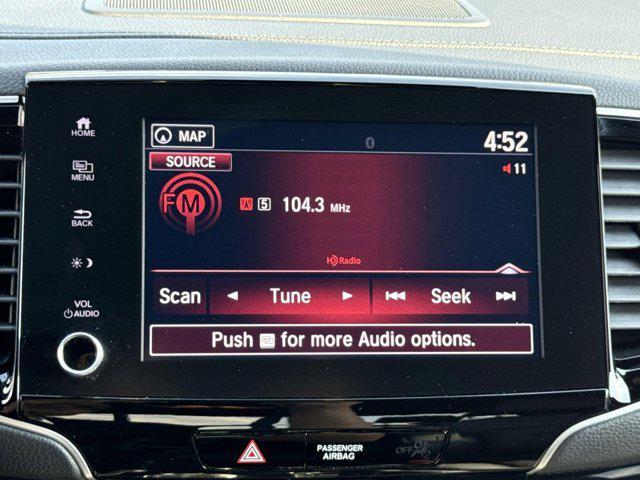 HOME
MENU
BACK
VOL
AUDIO
MAP
4:52
SOURCE
11
FM
5 104.3 MHz
HD Radio
Scan Tune Seek
Push for more Audio options.
PASSENGER
AIRBAG
OFF